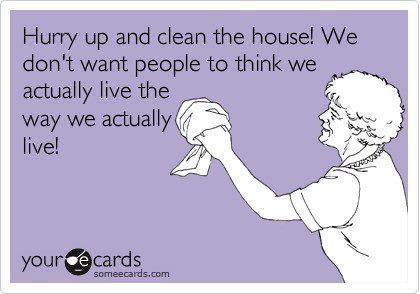 Hurry up and clean the house! We
don't want people to think we
actually live the
way we actually
live!
your e cards
someecards.com